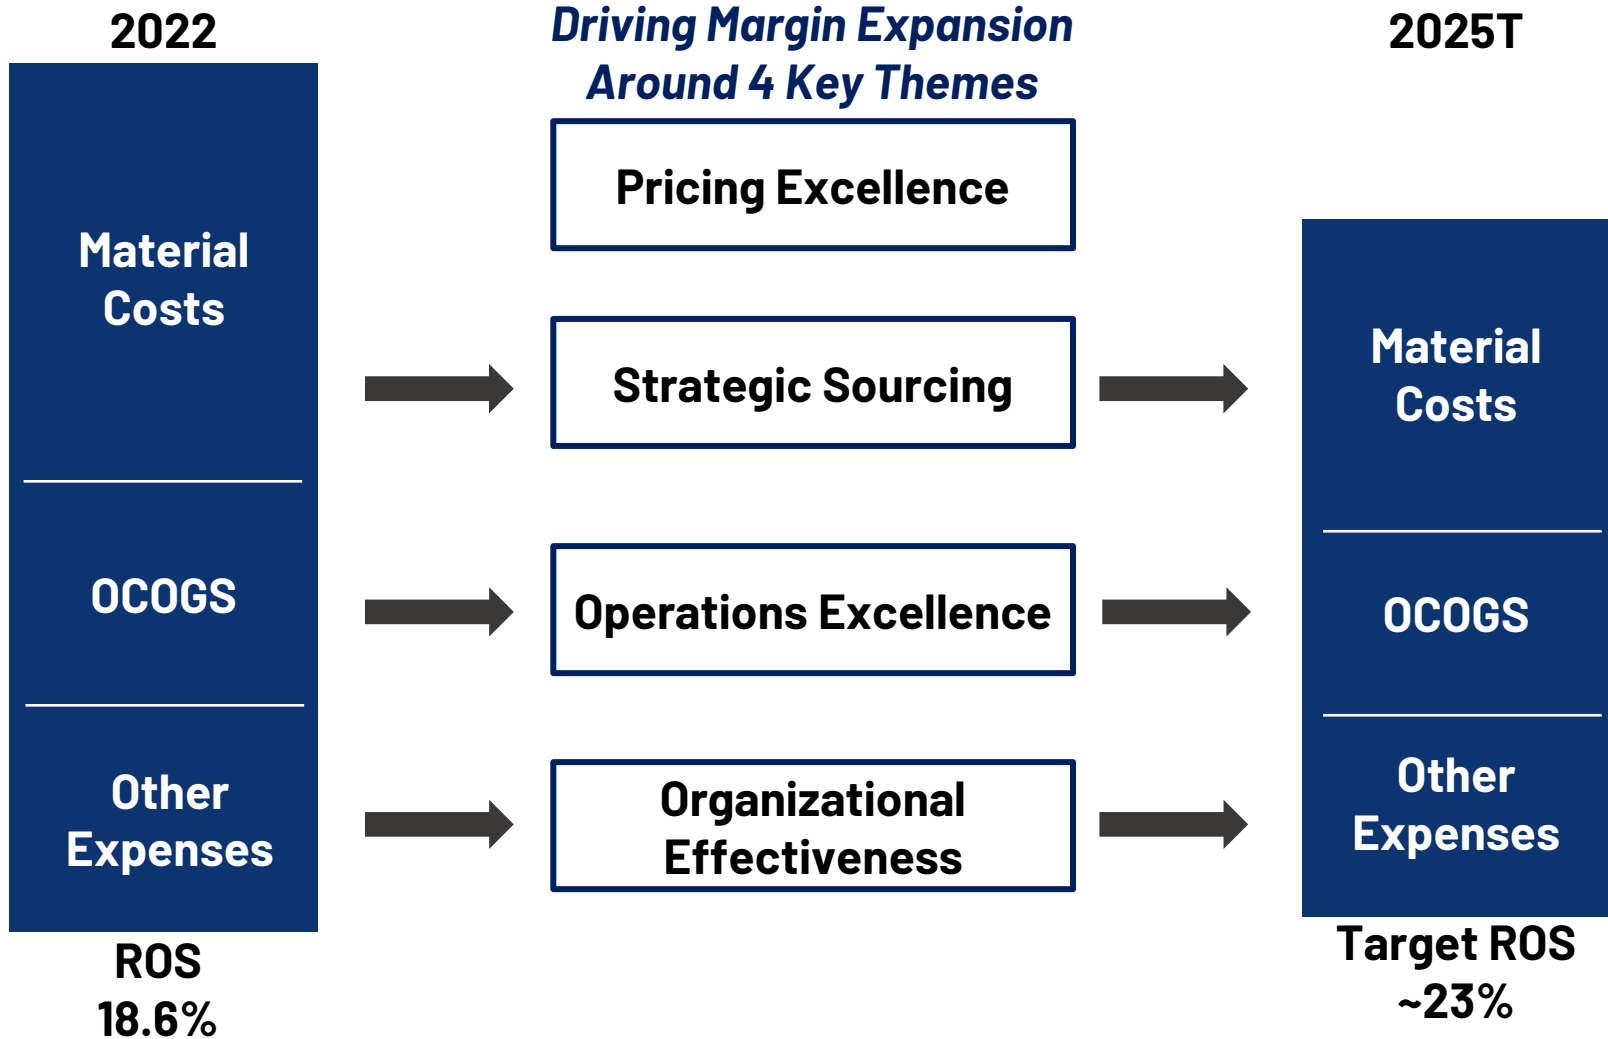 2022
Material
Costs
OCOGS
Other
Expenses
ROS
18.6%
Driving Margin Expansion
Around 4 Key Themes
Pricing Excellence
Strategic Sourcing
Operations Excellence
Organizational
Effectiveness
2025T
Material
Costs
OCOGS
Other
Expenses
Target ROS
~23%